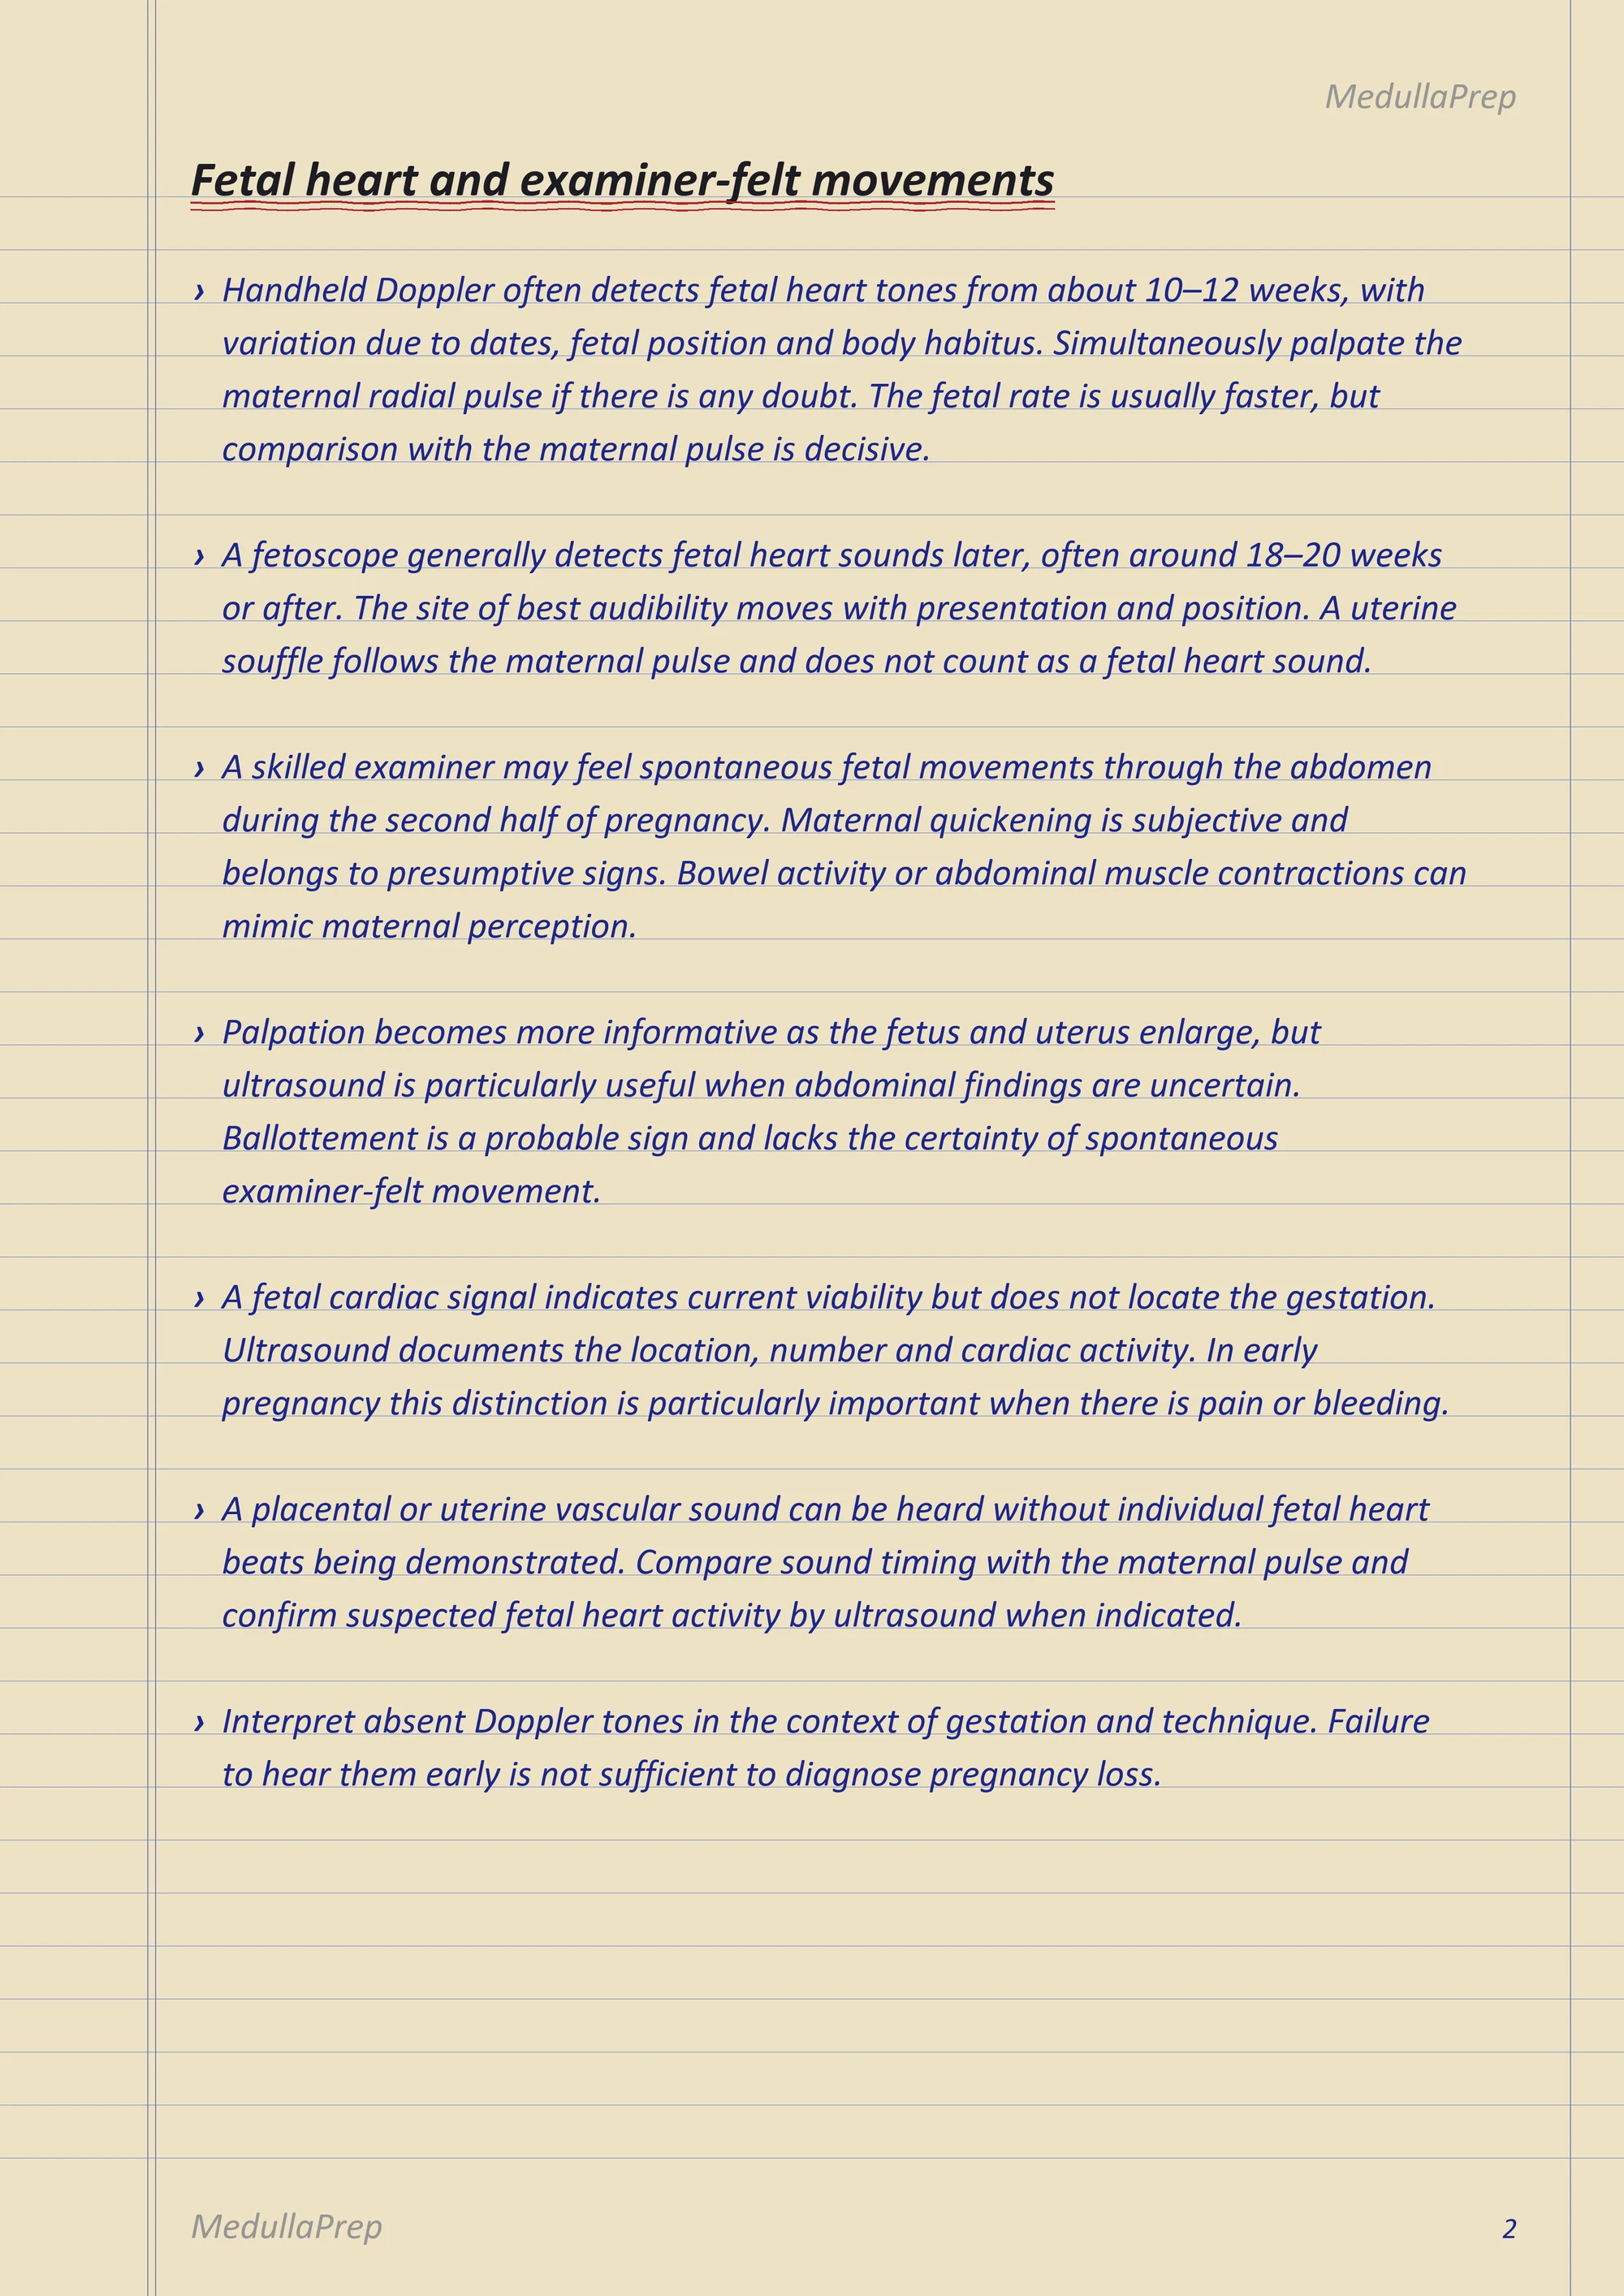 MedullaPrep
Fetal heart and examiner-felt movements
› Handheld Doppler often detects fetal heart tones from about 10–12 weeks, with
variation due to dates, fetal position and body habitus. Simultaneously palpate the
maternal radial pulse if there is any doubt. The fetal rate is usually faster, but
comparison with the maternal pulse is decisive.
› A fetoscope generally detects fetal heart sounds later, often around 18–20 weeks
or after. The site of best audibility moves with presentation and position. A uterine
souffle follows the maternal pulse and does not count as a fetal heart sound.
› A skilled examiner may feel spontaneous fetal movements through the abdomen
during the second half of pregnancy. Maternal quickening is subjective and
belongs to presumptive signs. Bowel activity or abdominal muscle contractions can
mimic maternal perception.
› Palpation becomes more informative as the fetus and uterus enlarge, but
ultrasound is particularly useful when abdominal findings are uncertain.
Ballottement is a probable sign and lacks the certainty of spontaneous
examiner-felt movement.
› A fetal cardiac signal indicates current viability but does not locate the gestation.
Ultrasound documents the location, number and cardiac activity. In early
pregnancy this distinction is particularly important when there is pain or bleeding.
› A placental or uterine vascular sound can be heard without individual fetal heart
beats being demonstrated. Compare sound timing with the maternal pulse and
confirm suspected fetal heart activity by ultrasound when indicated.
› Interpret absent Doppler tones in the context of gestation and technique. Failure
to hear them early is not sufficient to diagnose pregnancy loss.
MedullaPrep
2